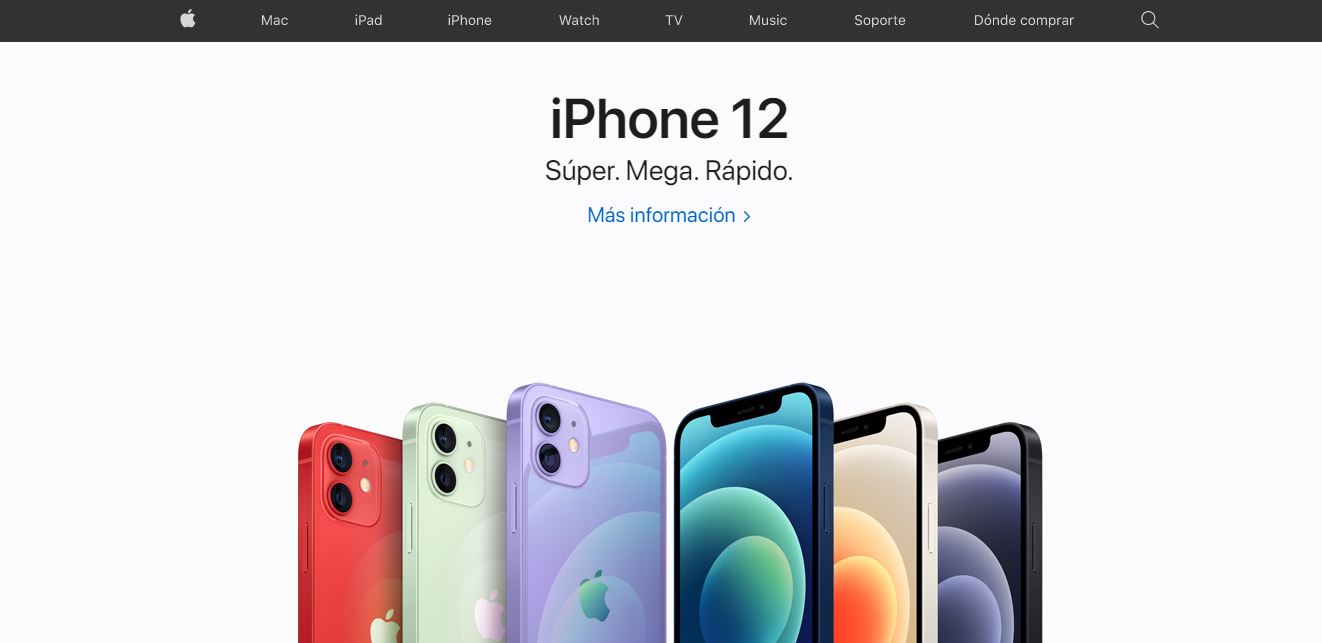 Mac iPad iPhone Watch TV Music Soporte Dónde comprar
iPhone 12
Súper. Mega. Rápido.
Más información >